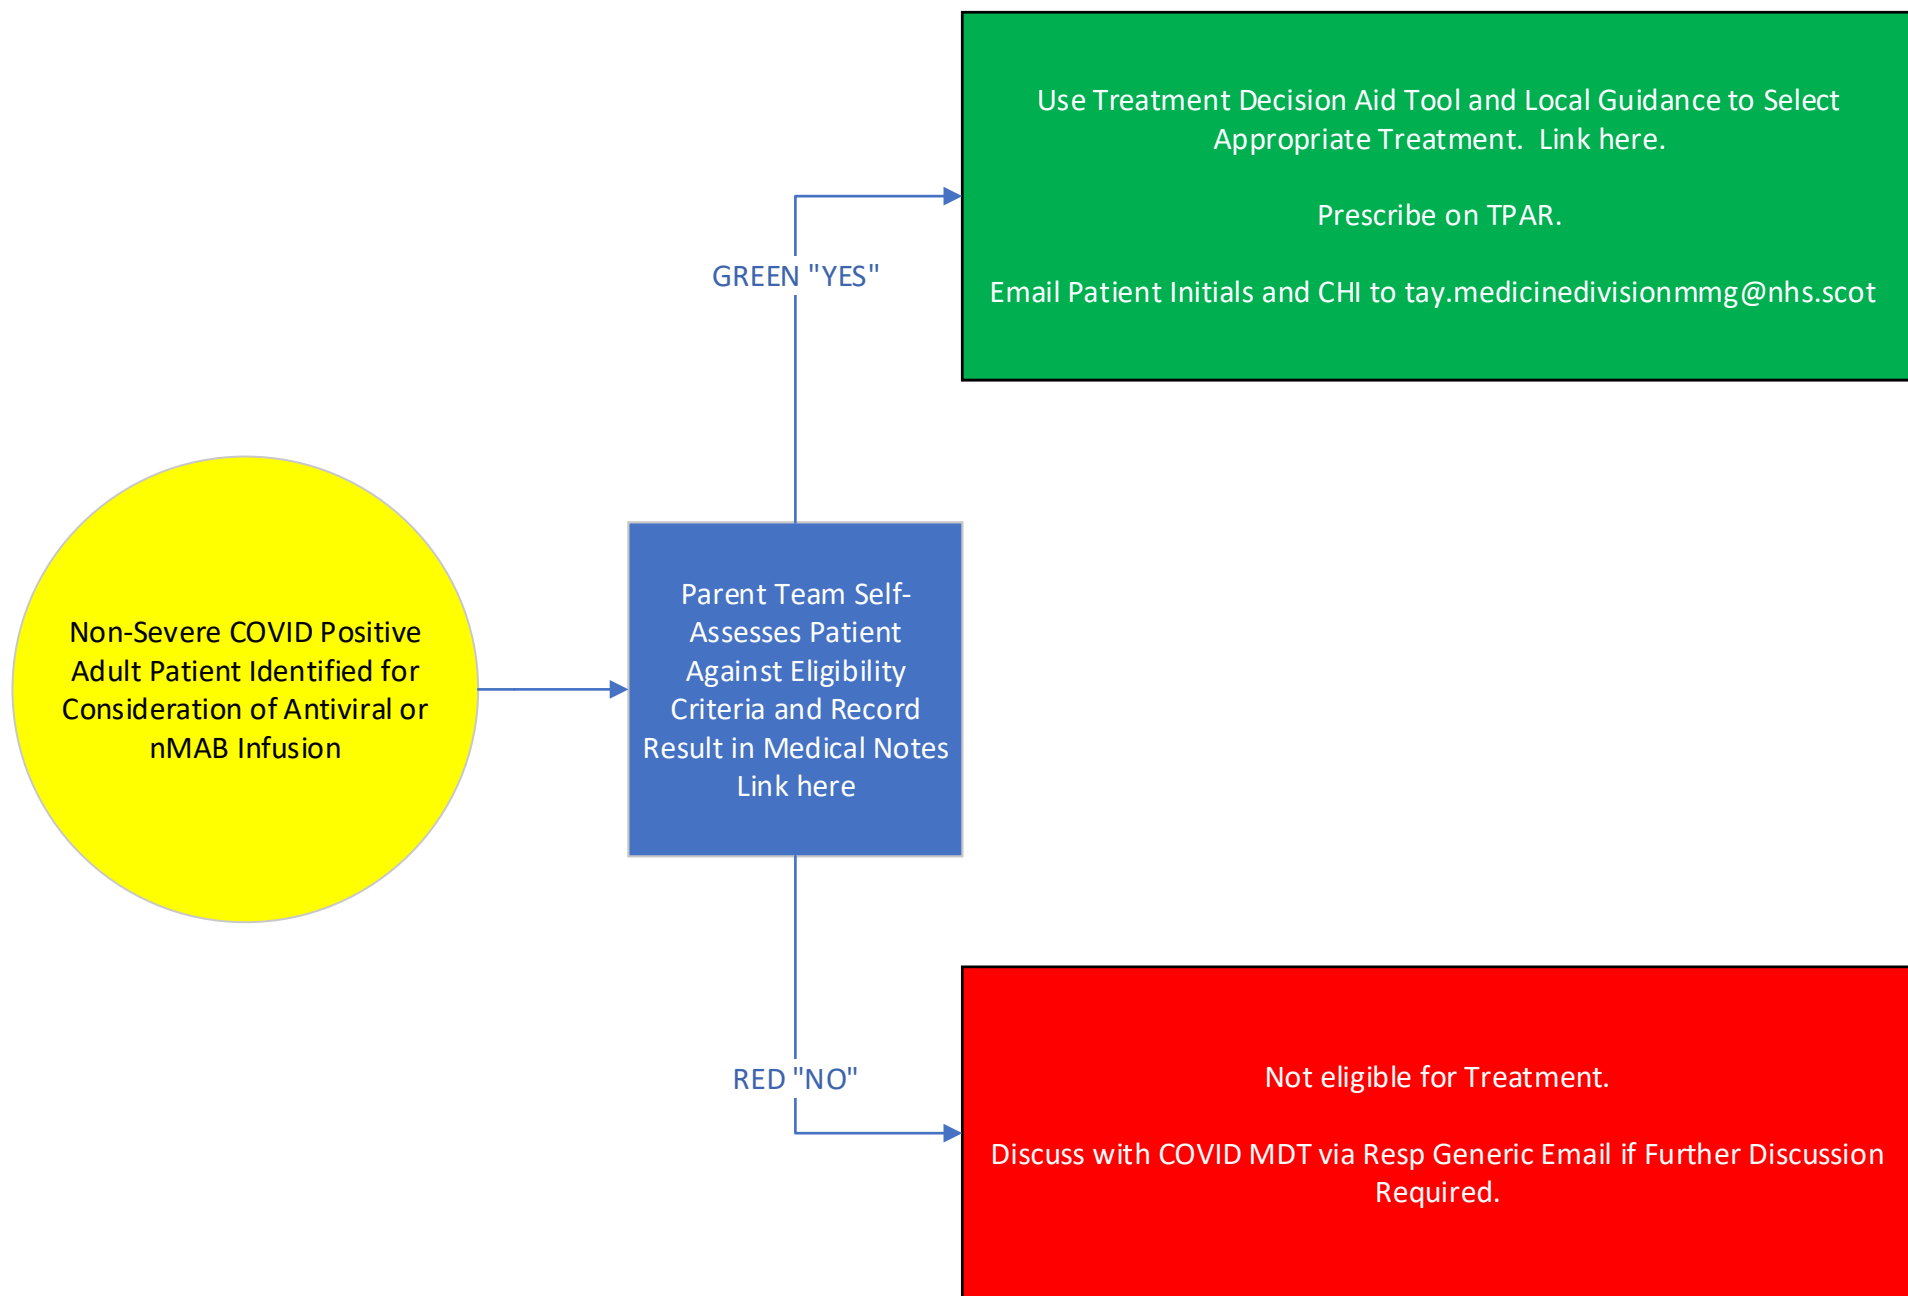 Non-Severe COVID Positive
Adult Patient Identified for
Consideration of Antiviral or
nMAB Infusion
Parent Team Self-
Assesses Patient
Against Eligibility
Criteria and Record
Result in Medical Notes
Link here
GREEN "YES"
Use Treatment Decision Aid Tool and Local Guidance to Select
Appropriate Treatment. Link here.
Prescribe on TPAR.
Email Patient Initials and CHI to tay.medicinedivisionmmg@nhs.scot
RED "NO"
Not eligible for Treatment.
Discuss with COVID MDT via Resp Generic Email if Further Discussion
Required.